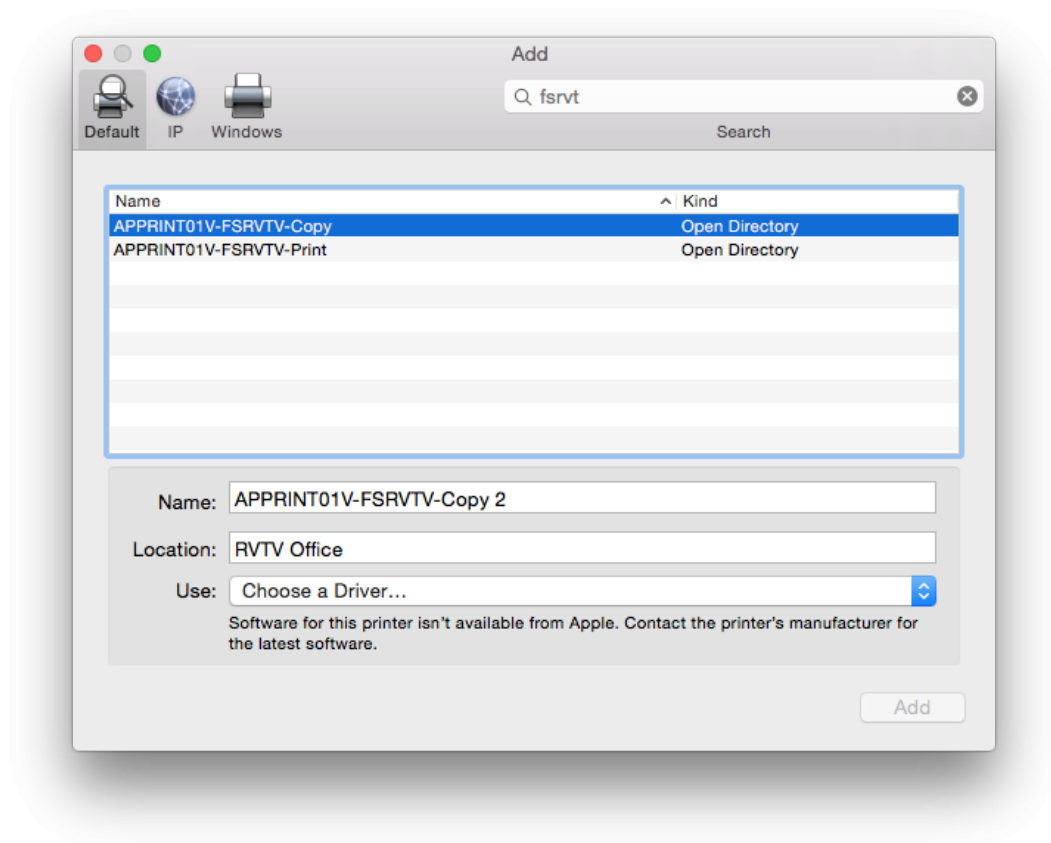 Add
fsrvt
Default IP Windows Search
Name Kind
APPRINT01V-FSRVTV-Copy Open Directory
APPRINT01V-FSRVTV-Print Open Directory
Name: APPRINT01V-FSRVTV-Copy 2
Location: RVTV Office
Use: Choose a Driver...
Software for this printer isn't available from Apple. Contact the printer's manufacturer for
the latest software.
Add